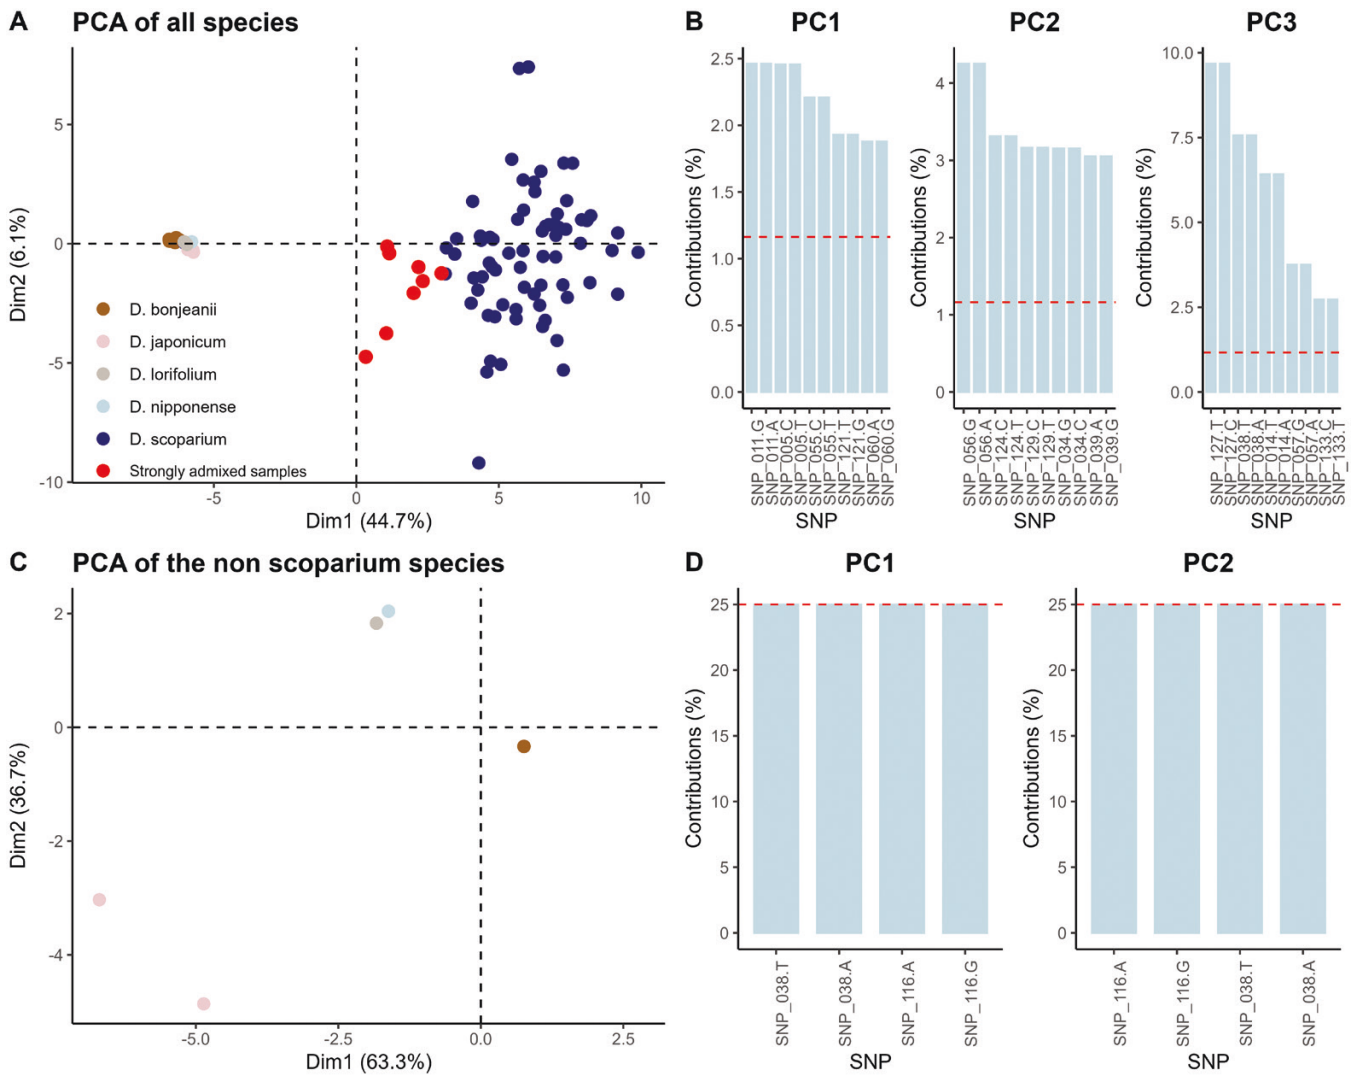 A PCA of all species
Dim2 (6.1%)
5
0
-5
-10
-5
0
5
10
Dim1 (44.7%)
D. bonjeanii
D. japonicum
D. lorifolium
D. nipponense
D. scoparium
Strongly admixed samples
B PC1
Contributions (%)
2.5
2.0
1.5
1.0
0.5
0.0
SNP_011.G
SNP_011.A
SNP_005.C
SNP_005.T
SNP_055.C
SNP_055.T
SNP_121.T
SNP_121.G
SNP_060.A
SNP_060.G
SNP
PC2
Contributions (%)
4
3
2
1
0
SNP_056.G
SNP_056.A
SNP_124.C
SNP_124.T
SNP_129.C
SNP_129.T
SNP_034.G
SNP_034.C
SNP_039.A
SNP_039.G
SNP
PC3
Contributions (%)
10.0
7.5
5.0
2.5
0.0
SNP_127.T
SNP_127.C
SNP_038.T
SNP_038.A
SNP_014.T
SNP_014.A
SNP_057.G
SNP_057.A
SNP_133.C
SNP_133.T
SNP
C PCA of the non scoparium species
Dim2 (36.7%)
2
0
-2
-4
-5.0
-2.5
0.0
2.5
Dim1 (63.3%)
D PC1
Contributions (%)
25
20
15
10
5
0
SNP_038.T
SNP_038.A
SNP_116.A
SNP_116.G
SNP
PC2
Contributions (%)
25
20
15
10
5
0
SNP_116.A
SNP_116.G
SNP_038.T
SNP_038.A
SNP